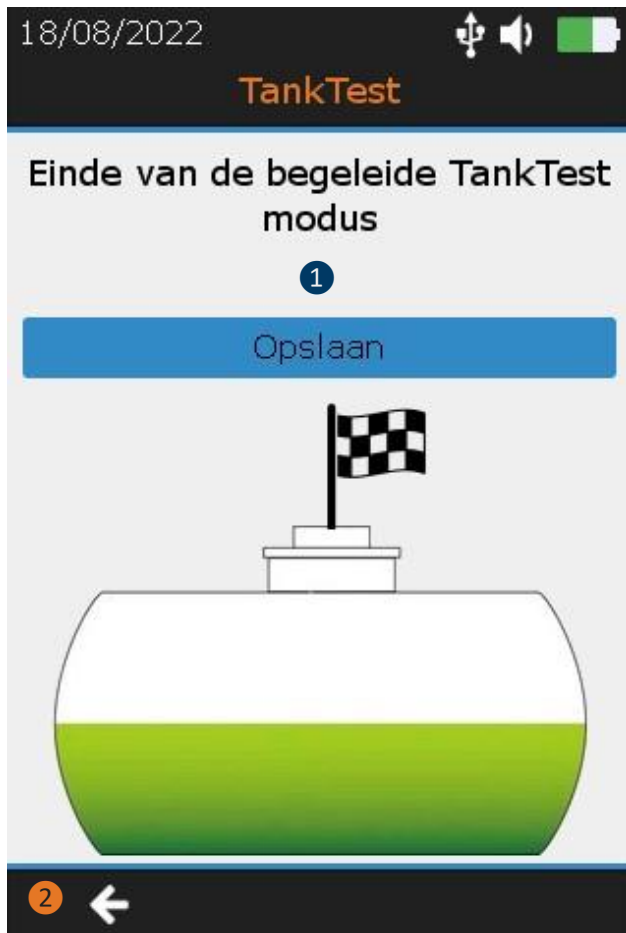 18/08/2022
TankTest
Einde van de begeleide TankTest
modus
1
Opslaan
2